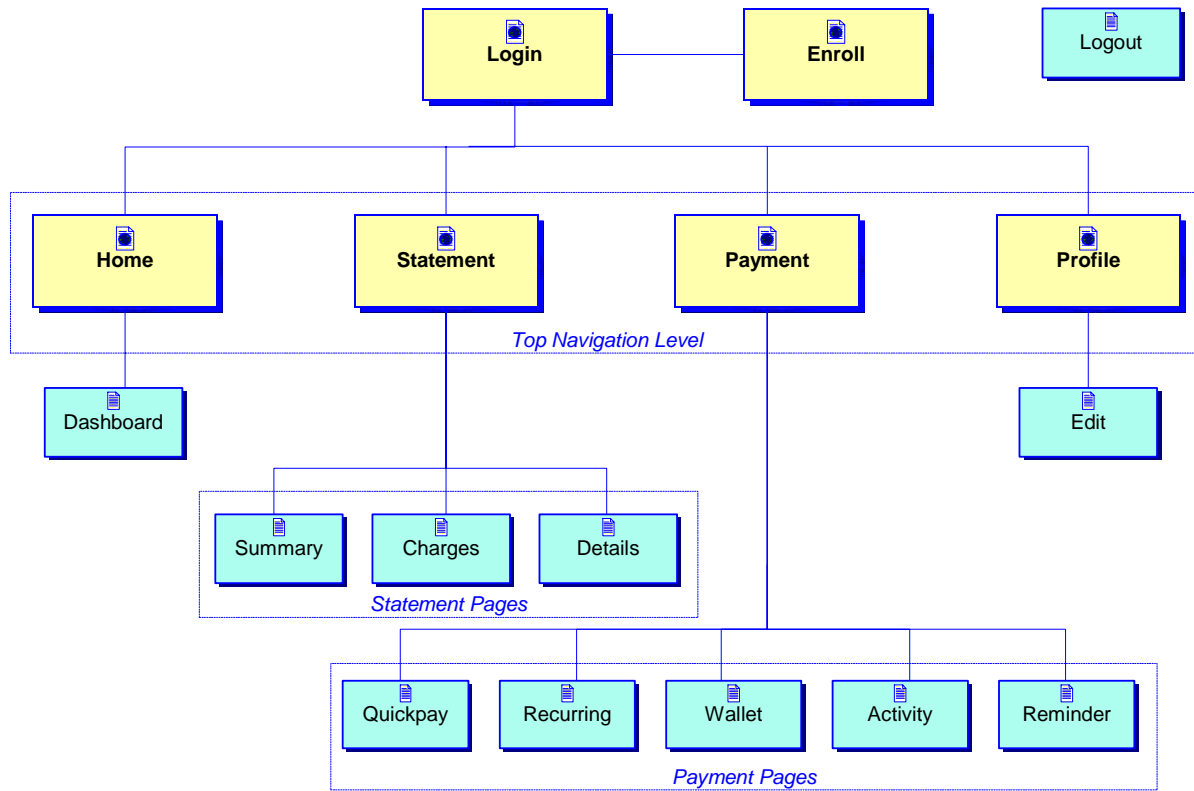 Login
Enroll
Logout
Home
Statement
Payment
Profile
Top Navigation Level
Dashboard
Edit
Summary
Charges
Details
Statement Pages
Quickpay
Recurring
Wallet
Activity
Reminder
Payment Pages